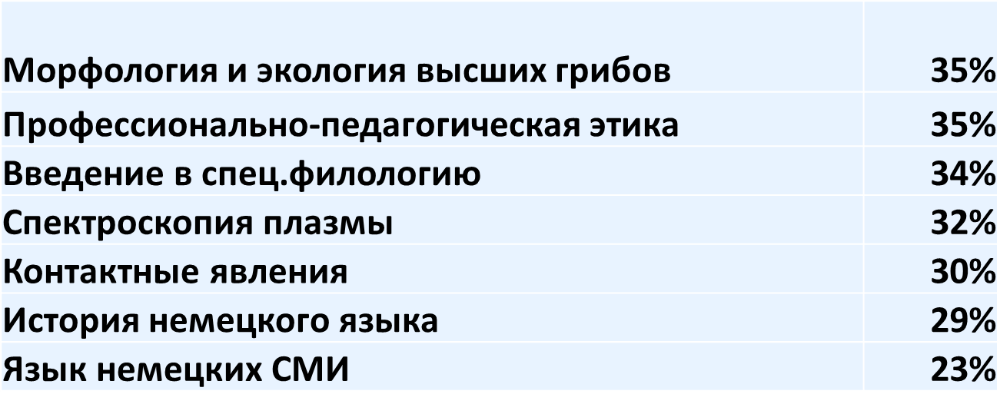 Морфология и экология высших грибов 35%
Профессионально-педагогическая этика 35%
Введение в спец.филологию 34%
Спектроскопия плазмы 32%
Контактные явления 30%
История немецкого языка 29%
Язык немецких СМИ 23%